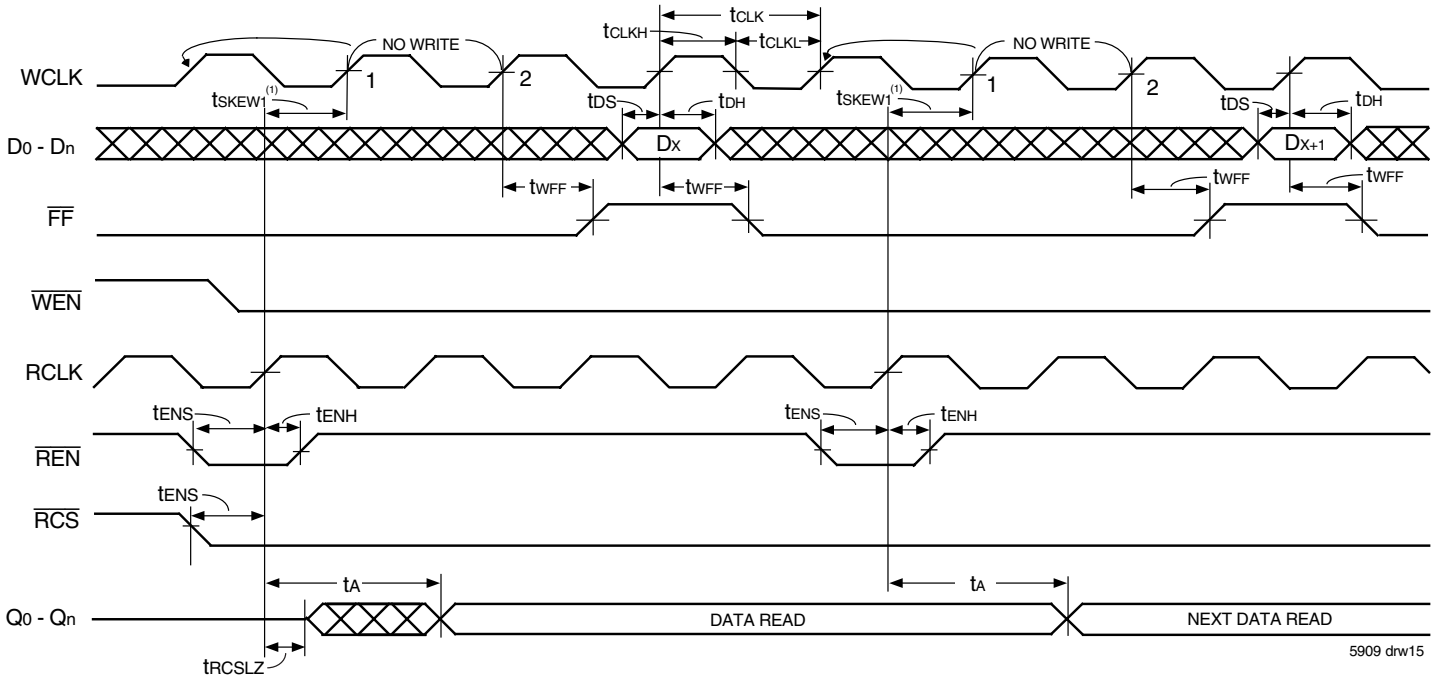 tCLK
tCLKH
tCLKL
NO WRITE
NO WRITE
WCLK
1
2
1
2
tSKEW1(1)
tDS
tDH
tSKEW1(1)
tDS
tDH
D0 - Dn
DX
DX+1
tWFF
tWFF
tWFF
tWFF
FF
WEN
RCLK
tENS
tENH
tENS
tENH
REN
tENS
RCS
tA
tA
Q0 - Qn
DATA READ
NEXT DATA READ
tRCSLZ
5909 drw15